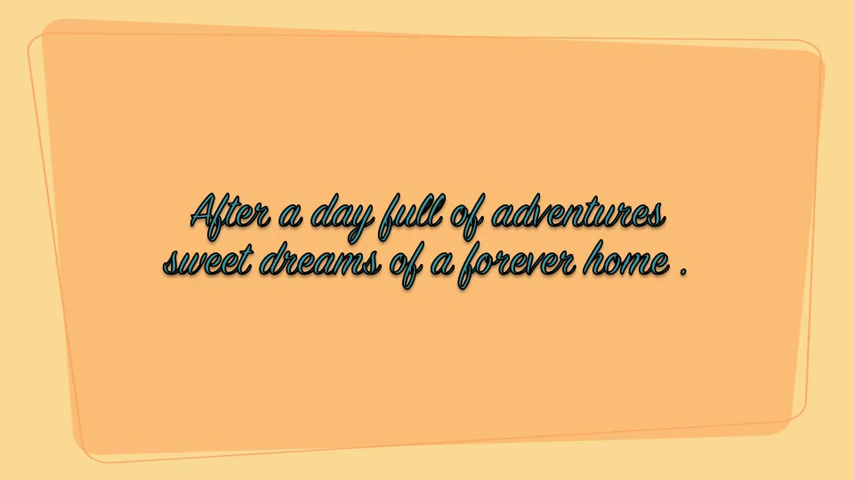 After a day full of adventures
sweet dreams of a forever home .